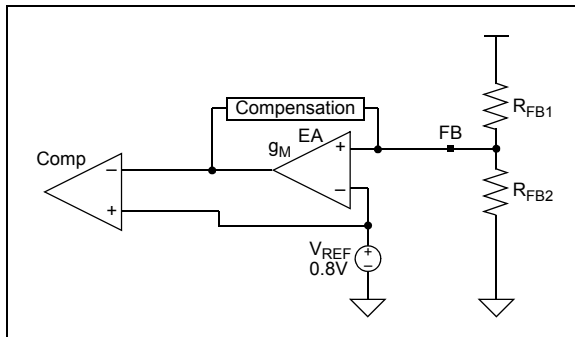 Compensation
R_FB1
EA
FB
g_M
Comp
+
−
−
R_FB2
+
V_REF
0.8V
+
−